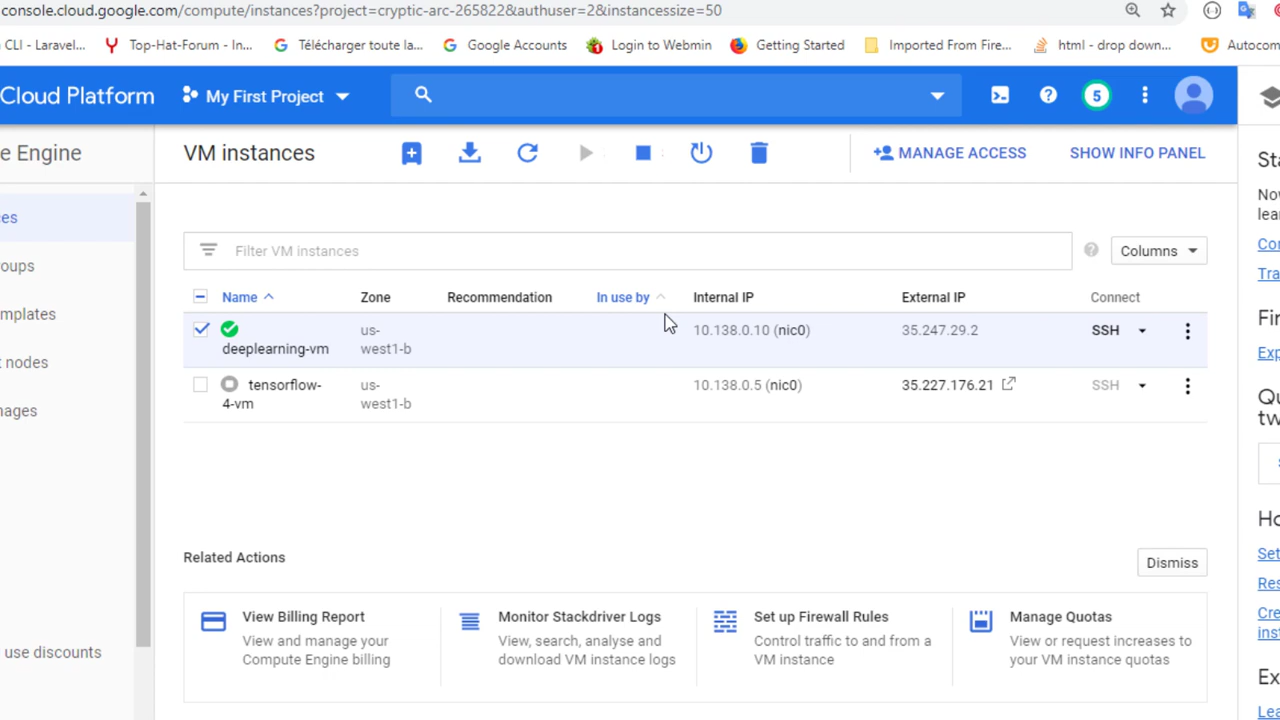 console.cloud.google.com/compute/instances?project=cryptic-arc-265822&authuser=2&instancessize=50
CLI - Laravel... Top-Hat-Forum - In... Télécharger toute la... Google Accounts Login to Webmin Getting Started Imported From Fire... html - drop down... Autocom
Cloud Platform My First Project 5
e Engine VM instances MANAGE ACCESS SHOW INFO PANEL
ces
oups
mplates
t nodes
nages
use discounts
Filter VM instances Columns
Name Zone Recommendation In use by Internal IP External IP Connect
deeplearning-vm us-west1-b 10.138.0.10 (nic0) 35.247.29.2 SSH
tensorflow-4-vm us-west1-b 10.138.0.5 (nic0) 35.227.176.21 SSH
Related Actions Dismiss
View Billing Report
View and manage your
Compute Engine billing
Monitor Stackdriver Logs
View, search, analyse and
download VM instance logs
Set up Firewall Rules
Control traffic to and from a
VM instance
Manage Quotas
View or request increases to
your VM instance quotas
Sta
Nov
lear
Con
Tra
Fir
Exp
Qu
tw
Ho
Set
Res
Cre
inst
Ex
Lea